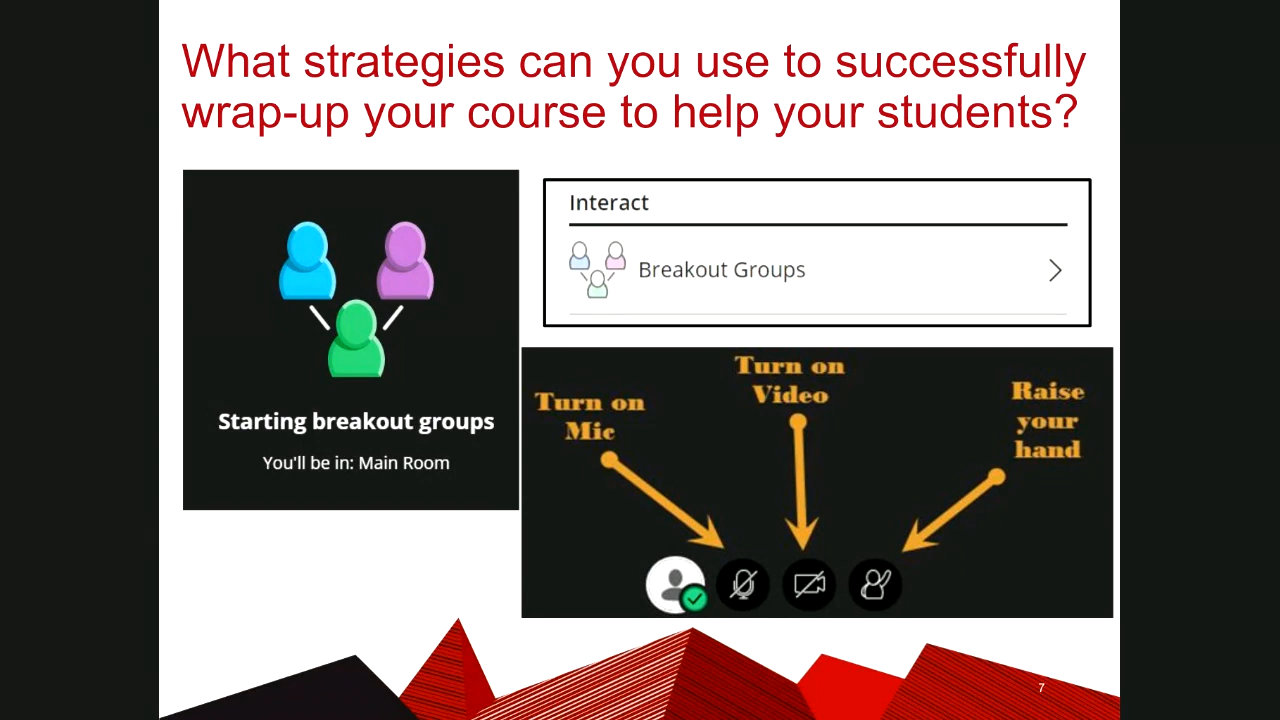 What strategies can you use to successfully
wrap-up your course to help your students?
Starting breakout groups
You'll be in: Main Room
Interact
Breakout Groups
Turn on
Mic
Turn on
Video
Raise
your
hand
7